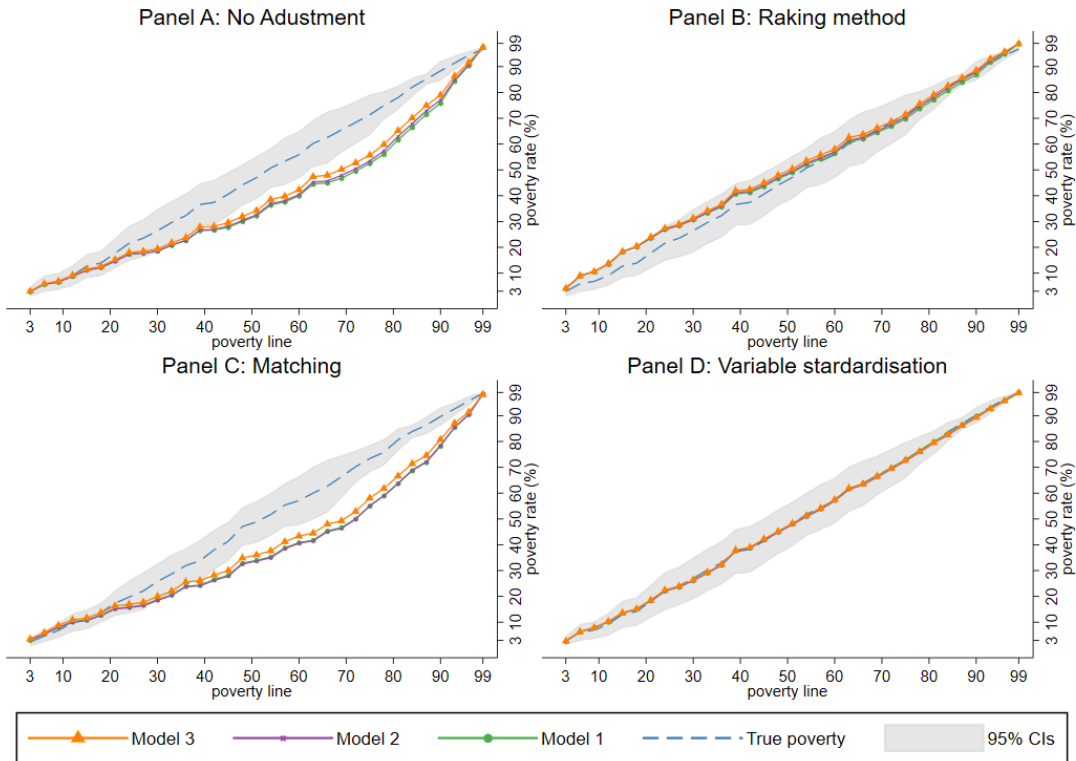 Panel A: No Adustment
Panel B: Raking method
99
90
80
70
60
50
40
30
20
10
3
poverty rate (%)
99
90
80
70
60
50
40
30
20
10
3
poverty rate (%)
3 10 20 30 40 50 60 70 80 90 99
poverty line
3 10 20 30 40 50 60 70 80 90 99
poverty line
Panel C: Matching
Panel D: Variable stardardisation
99
90
80
70
60
50
40
30
20
10
3
poverty rate (%)
99
90
80
70
60
50
40
30
20
10
3
poverty rate (%)
3 10 20 30 40 50 60 70 80 90 99
poverty line
3 10 20 30 40 50 60 70 80 90 99
poverty line
Model 3 Model 2 Model 1 True poverty 95% CIs